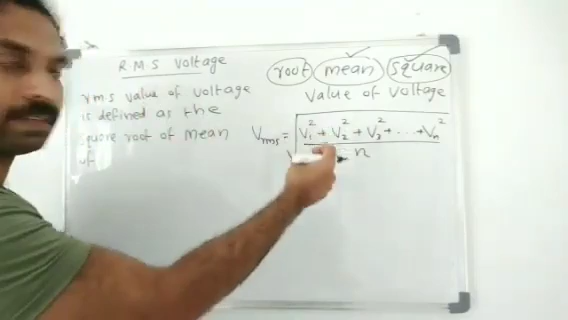 R.M.S Voltage
rms value of voltage
is defined as the
square root of mean
of
root mean square
value of voltage
Vrms = √(V₁² + V₂² + V₃² + ... + Vₙ²
n